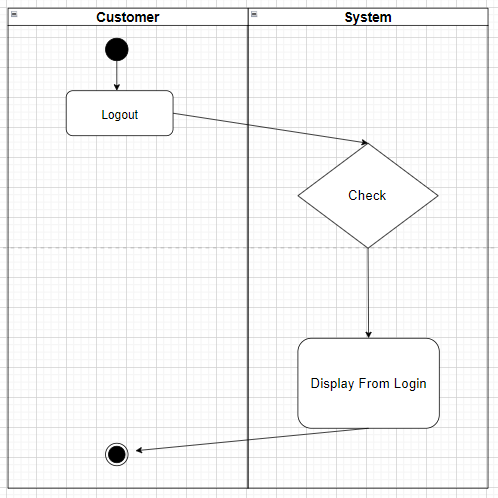 Customer
System
Logout
Check
Display From Login